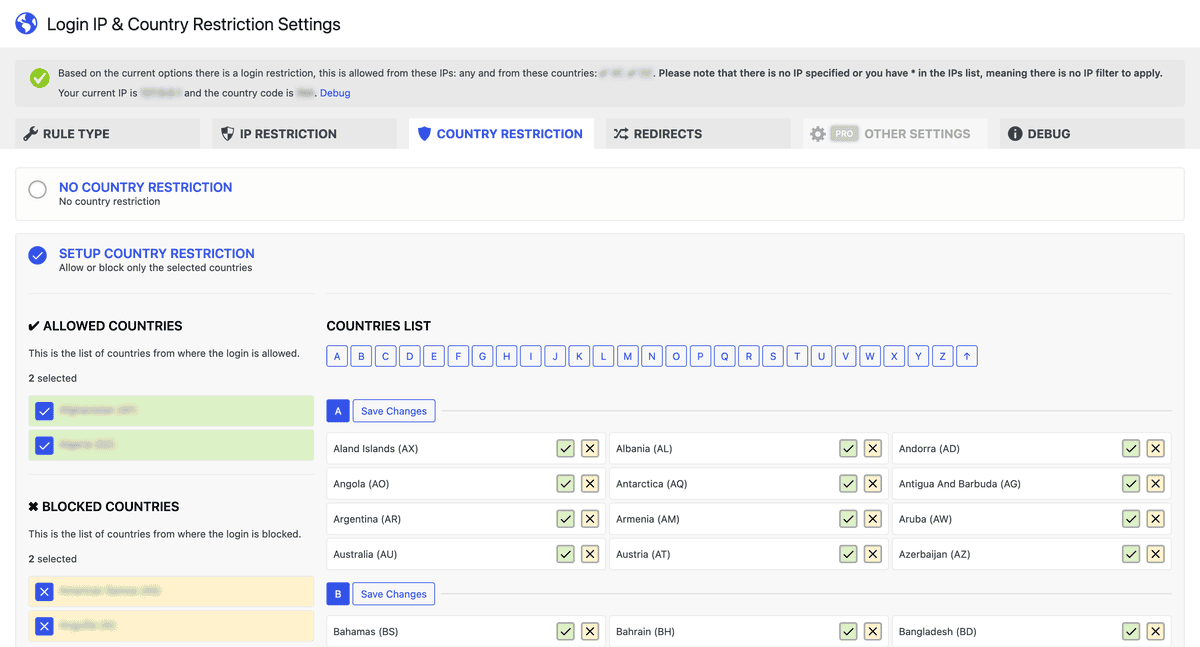 Login IP & Country Restriction Settings
Based on the current options there is a login restriction, this is allowed from these IPs: any and from these countries: . Please note that there is no IP specified or you have * in the IPs list, meaning there is no IP filter to apply.
Your current IP is and the country code is . Debug
RULE TYPE
IP RESTRICTION
COUNTRY RESTRICTION
REDIRECTS
PRO OTHER SETTINGS
DEBUG
NO COUNTRY RESTRICTION
No country restriction
SETUP COUNTRY RESTRICTION
Allow or block only the selected countries
✔ ALLOWED COUNTRIES
This is the list of countries from where the login is allowed.
2 selected
✖ BLOCKED COUNTRIES
This is the list of countries from where the login is blocked.
2 selected
COUNTRIES LIST
A B C D E F G H I J K L M N O P Q R S T U V W X Y Z ↑
A Save Changes
Aland Islands (AX) Albania (AL) Andorra (AD)
Angola (AO) Antarctica (AQ) Antigua And Barbuda (AG)
Argentina (AR) Armenia (AM) Aruba (AW)
Australia (AU) Austria (AT) Azerbaijan (AZ)
B Save Changes
Bahamas (BS) Bahrain (BH) Bangladesh (BD)